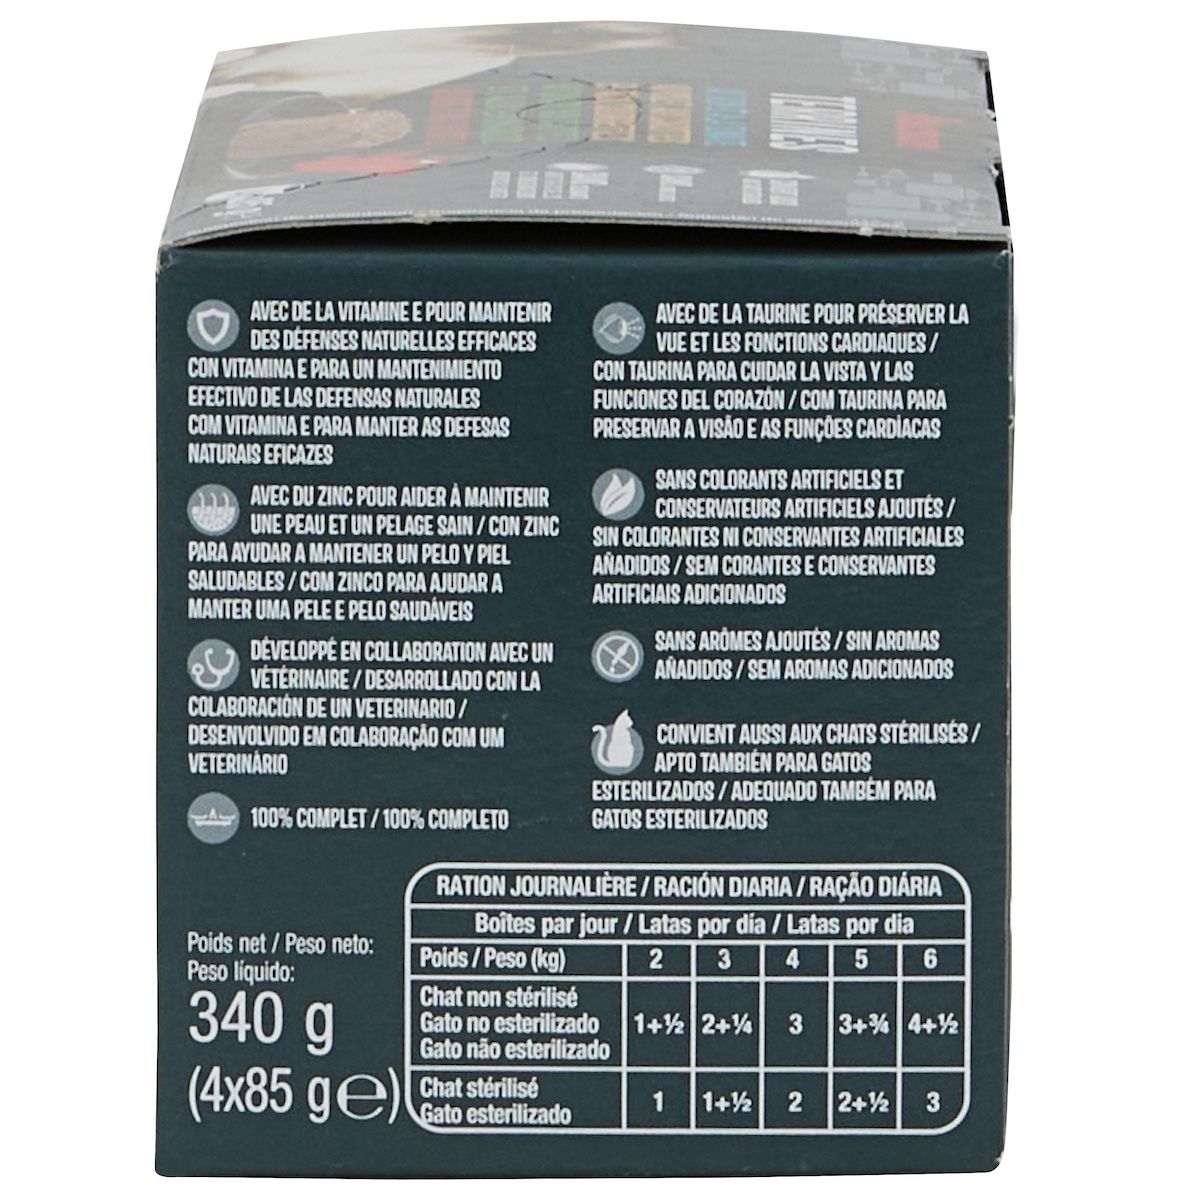 TERRINES
AVEC DE LA VITAMINE E POUR MAINTENIR
DES DÉFENSES NATURELLES EFFICACES
CON VITAMINA E PARA UN MANTENIMIENTO
EFECTIVO DE LAS DEFENSAS NATURALES
COM VITAMINA E PARA MANTER AS DEFESAS
NATURAIS EFICAZES
AVEC DU ZINC POUR AIDER À MAINTENIR
UNE PEAU ET UN PELAGE SAIN / CON ZINC
PARA AYUDAR A MANTENER UN PELO Y PIEL
SALUDABLES / COM ZINCO PARA AJUDAR A
MANTER UMA PELE E PELO SAUDÁVEIS
DÉVELOPPÉ EN COLLABORATION AVEC UN
VÉTÉRINAIRE / DESARROLLADO CON LA
COLABORACIÓN DE UN VETERINARIO /
DESENVOLVIDO EM COLABORAÇÃO COM UM
VETERINÁRIO
100% COMPLET / 100% COMPLETO
AVEC DE LA TAURINE POUR PRÉSERVER LA
VUE ET LES FONCTIONS CARDIAQUES /
CON TAURINA PARA CUIDAR LA VISTA Y LAS
FUNCIONES DEL CORAZÓN / COM TAURINA PARA
PRESERVAR A VISÃO E AS FUNÇÕES CARDÍACAS
SANS COLORANTS ARTIFICIELS ET
CONSERVATEURS ARTIFICIELS AJOUTÉS /
SIN COLORANTES NI CONSERVANTES ARTIFICIALES
AÑADIDOS / SEM CORANTES E CONSERVANTES
ARTIFICIAIS ADICIONADOS
SANS ARÔMES AJOUTÉS / SIN AROMAS
AÑADIDOS / SEM AROMAS ADICIONADOS
CONVIENT AUSSI AUX CHATS STÉRILISÉS /
APTO TAMBIÉN PARA GATOS
ESTERILIZADOS / ADEQUADO TAMBÉM PARA
GATOS ESTERILIZADOS
Poids net / Peso neto:
Peso líquido:
340 g
(4x85 g℮)
RATION JOURNALIÈRE / RACIÓN DIARIA / RAÇÃO DIÁRIA
Boîtes par jour / Latas por día / Latas por dia
Poids / Peso (kg) 2 3 4 5 6
Chat non stérilisé
Gato no esterilizado 1+½ 2+¼ 3 3+¾ 4+½
Gato não esterilizado
Chat stérilisé
Gato esterilizado 1 1+½ 2 2+½ 3